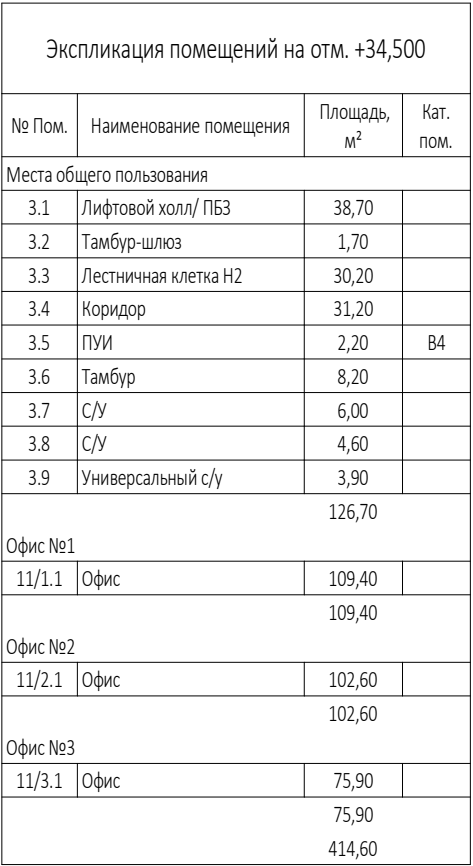 Экспликация помещений на отм. +34,500
№ Пом. Наименование помещения Площадь, м² Кат. пом.
Места общего пользования
3.1 Лифтовой холл/ ПБЗ 38,70
3.2 Тамбур-шлюз 1,70
3.3 Лестничная клетка Н2 30,20
3.4 Коридор 31,20
3.5 ПУИ 2,20 В4
3.6 Тамбур 8,20
3.7 С/У 6,00
3.8 С/У 4,60
3.9 Универсальный с/у 3,90
126,70
Офис №1
11/1.1 Офис 109,40
109,40
Офис №2
11/2.1 Офис 102,60
102,60
Офис №3
11/3.1 Офис 75,90
75,90
414,60